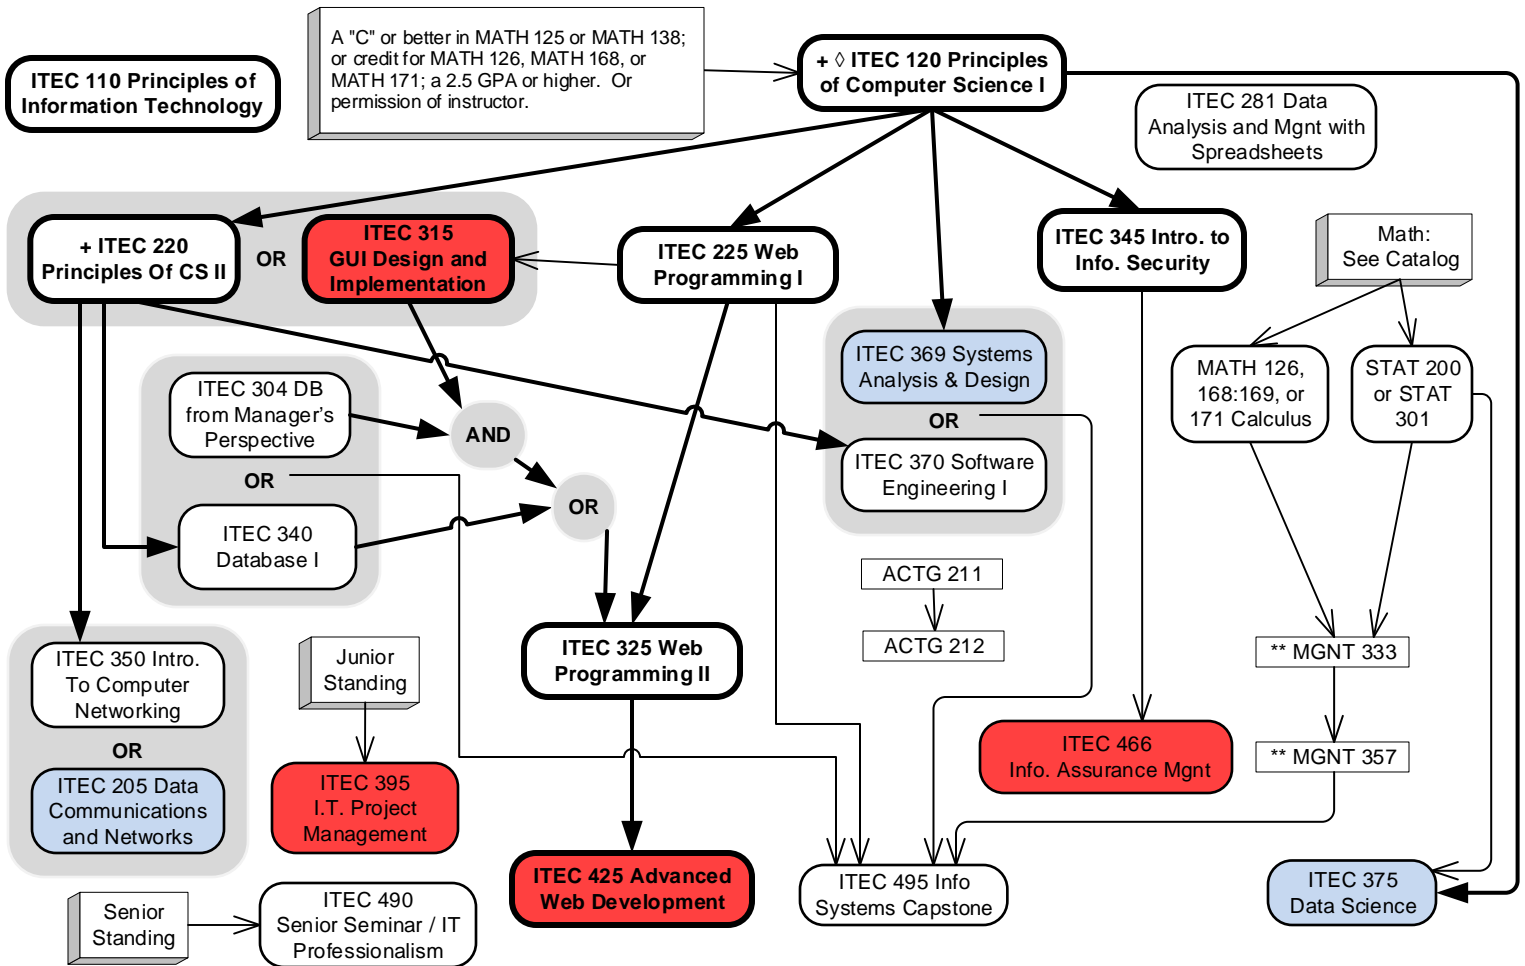 ITEC 110 Principles of
Information Technology
A "C" or better in MATH 125 or MATH 138;
or credit for MATH 126, MATH 168, or
MATH 171; a 2.5 GPA or higher.  Or
permission of instructor.
+ ◊ ITEC 120 Principles
of Computer Science I
ITEC 281 Data
Analysis and Mgnt with
Spreadsheets
+ ITEC 220
Principles Of CS II
OR
ITEC 315
GUI Design and
Implementation
ITEC 225 Web
Programming I
ITEC 345 Intro. to
Info. Security
Math:
See Catalog
ITEC 304 DB
from Manager's
Perspective
OR
ITEC 340
Database I
AND
OR
ITEC 369 Systems
Analysis & Design
OR
ITEC 370 Software
Engineering I
MATH 126,
168:169, or
171 Calculus
STAT 200
or STAT
301
ACTG 211
ACTG 212
** MGNT 333
** MGNT 357
ITEC 350 Intro.
To Computer
Networking
OR
ITEC 205 Data
Communications
and Networks
Junior
Standing
ITEC 395
I.T. Project
Management
ITEC 325 Web
Programming II
ITEC 466
Info. Assurance Mgnt
ITEC 425 Advanced
Web Development
ITEC 495 Info
Systems Capstone
ITEC 375
Data Science
Senior
Standing
ITEC 490
Senior Seminar / IT
Professionalism